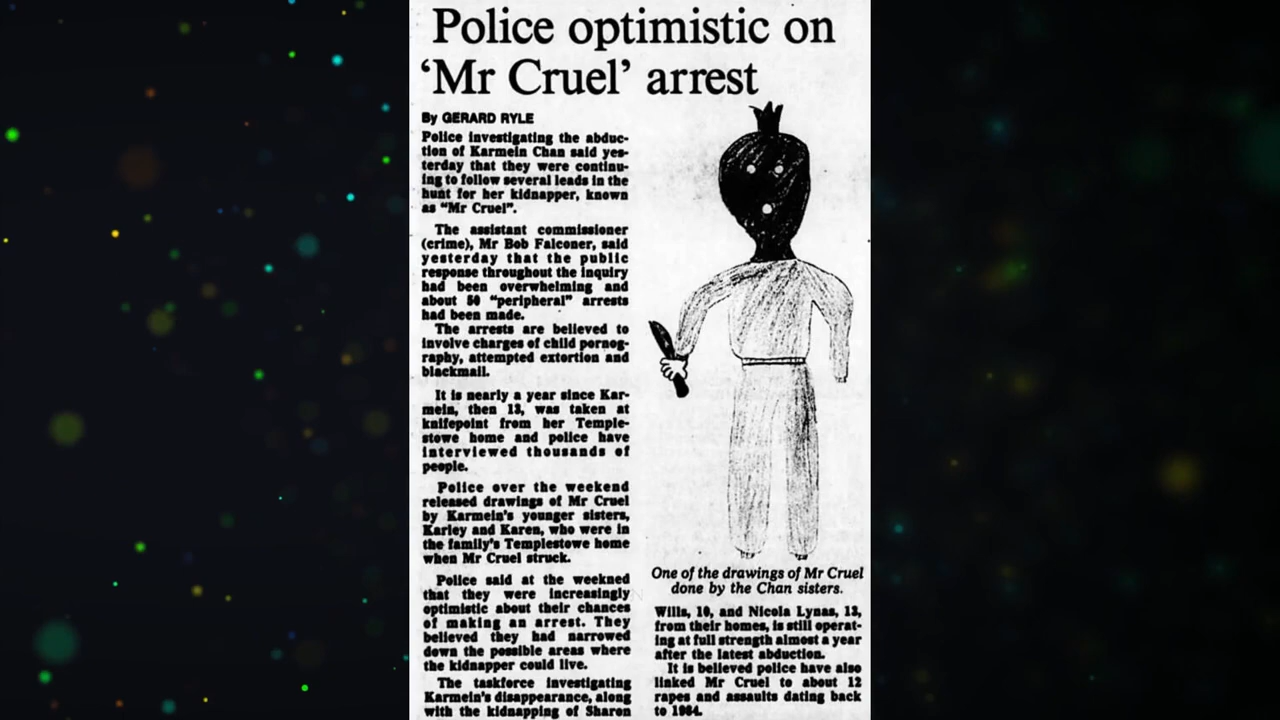 Police optimistic on
‘Mr Cruel’ arrest
By GERARD RYLE
Police investigating the abduc-
tion of Karmein Chan said yes-
terday that they were continu-
ing to follow several leads in the
hunt for her kidnapper, known
as “Mr Cruel”.
The assistant commissioner
(crime), Mr Bob Falconer, said
yesterday that the public
response throughout the inquiry
had been overwhelming and
about 50 “peripheral” arrests
had been made.
The arrests are believed to
involve charges of child pornog-
raphy, attempted extortion and
blackmail.
It is nearly a year since Kar-
mein, then 13, was taken at
knifepoint from her Temple-
stowe home and police have
interviewed thousands of
people.
Police over the weekend
released drawings of Mr Cruel
by Karmein’s younger sisters,
Karley and Karen, who were in
the family’s Templestowe home
when Mr Cruel struck.
Police said at the weekned
that they were increasingly
optimistic about their chances
of making an arrest. They
believed they had narrowed
down the possible areas where
the kidnapper could live.
The taskforce investigating
Karmein’s disappearance, along
with the kidnapping of Sharon
One of the drawings of Mr Cruel
done by the Chan sisters.
Wills, 10, and Nicola Lynas, 13,
from their homes, is still operat-
ing at full strength almost a year
after the latest abduction.
It is believed police have also
linked Mr Cruel to about 12
rapes and assaults dating back
to 1984.